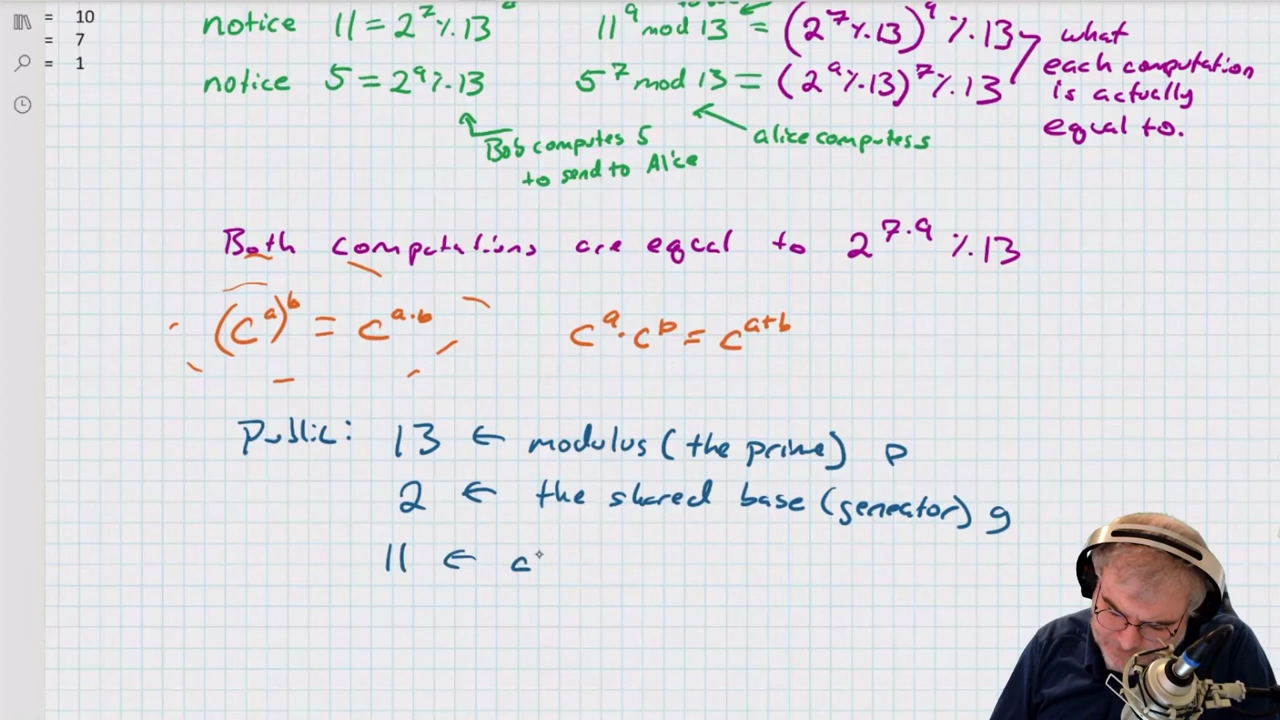 = 10
= 7
= 1
notice 11 = 2^7 % 13
11^9 mod 13 = (2^7 % 13)^9 % 13
what each computation is actually equal to.
notice 5 = 2^9 % 13
5^7 mod 13 = (2^9 % 13)^7 % 13
Bob computes 5
to send to Alice
alice computes
Both computations are equal to 2^7·9 % 13
(c^a)^b = c^a·b
c^a · c^b = c^a+b
Public: 13 ← modulus (the prime) p
2 ← the shared base (geneator) g
11 ← a